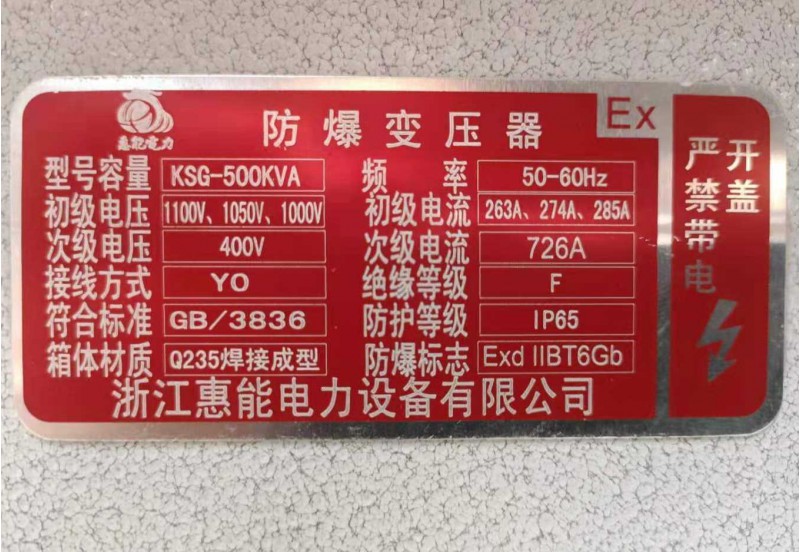 惠能电力
防爆变压器
Ex
型号容量 KSG-500KVA 频率 50-60Hz
初级电压 1100V、1050V、1000V 初级电流 263A、274A、285A
次级电压 400V 次级电流 726A
接线方式 Y0 绝缘等级 F
符合标准 GB/3836 防护等级 IP65
箱体材质 Q235焊接成型 防爆标志 Exd IIBT6Gb
浙江惠能电力设备有限公司
严禁带电
开盖